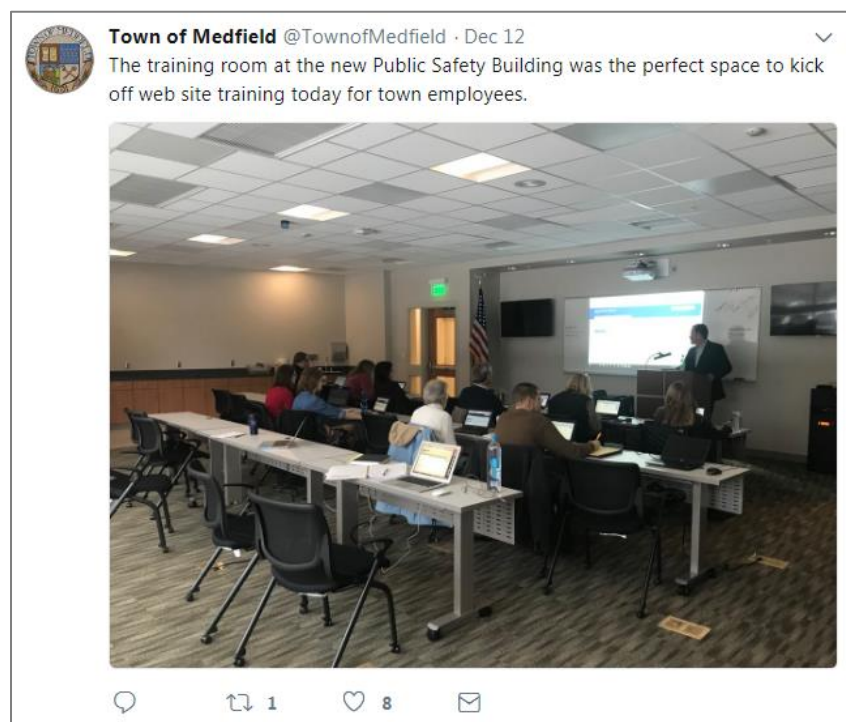 Town of Medfield @TownofMedfield · Dec 12
The training room at the new Public Safety Building was the perfect space to kick
off web site training today for town employees.
1 8